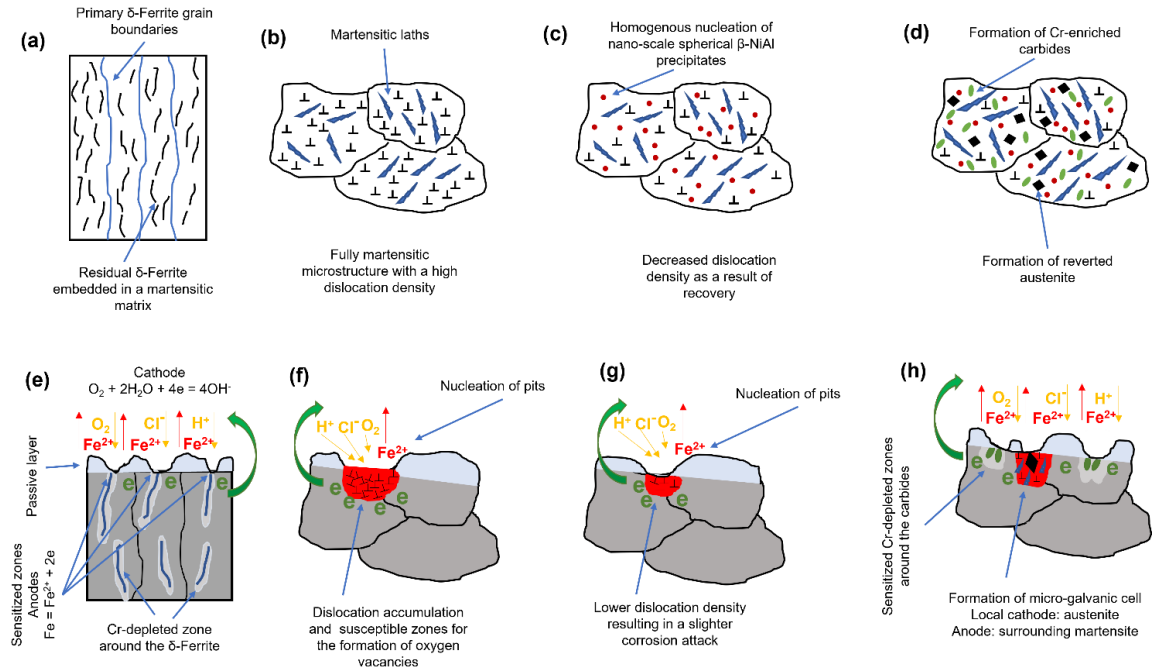 (a)
Primary δ-Ferrite grain
boundaries
Residual δ-Ferrite
embedded in a martensitic
matrix
(b)
Martensitic laths
Fully martensitic
microstructure with a high
dislocation density
(c)
Homogenous nucleation of
nano-scale spherical β-NiAl
precipitates
Decreased dislocation
density as a result of
recovery
(d)
Formation of Cr-enriched
carbides
Formation of reverted
austenite
(e)
Cathode
O₂ + 2H₂O + 4e = 4OH⁻
O₂ Cl⁻ H⁺
Fe²⁺ Fe²⁺ Fe²⁺
Passive layer
e e e
Sensitized zones
Anodes
Fe = Fe²⁺ + 2e
Cr-depleted zone
around the δ-Ferrite
(f)
Nucleation of pits
H⁺ Cl⁻ O₂
Fe²⁺
e e e e
Dislocation accumulation
and susceptible zones for
the formation of oxygen
vacancies
(g)
Nucleation of pits
H⁺ Cl⁻ O₂
Fe²⁺
e e e
Lower dislocation density
resulting in a slighter
corrosion attack
(h)
O₂ Cl⁻ H⁺
Fe²⁺ Fe²⁺ Fe²⁺
e e e
Sensitized Cr-depleted zones
around the carbides
Formation of micro-galvanic cell
Local cathode: austenite
Anode: surrounding martensite